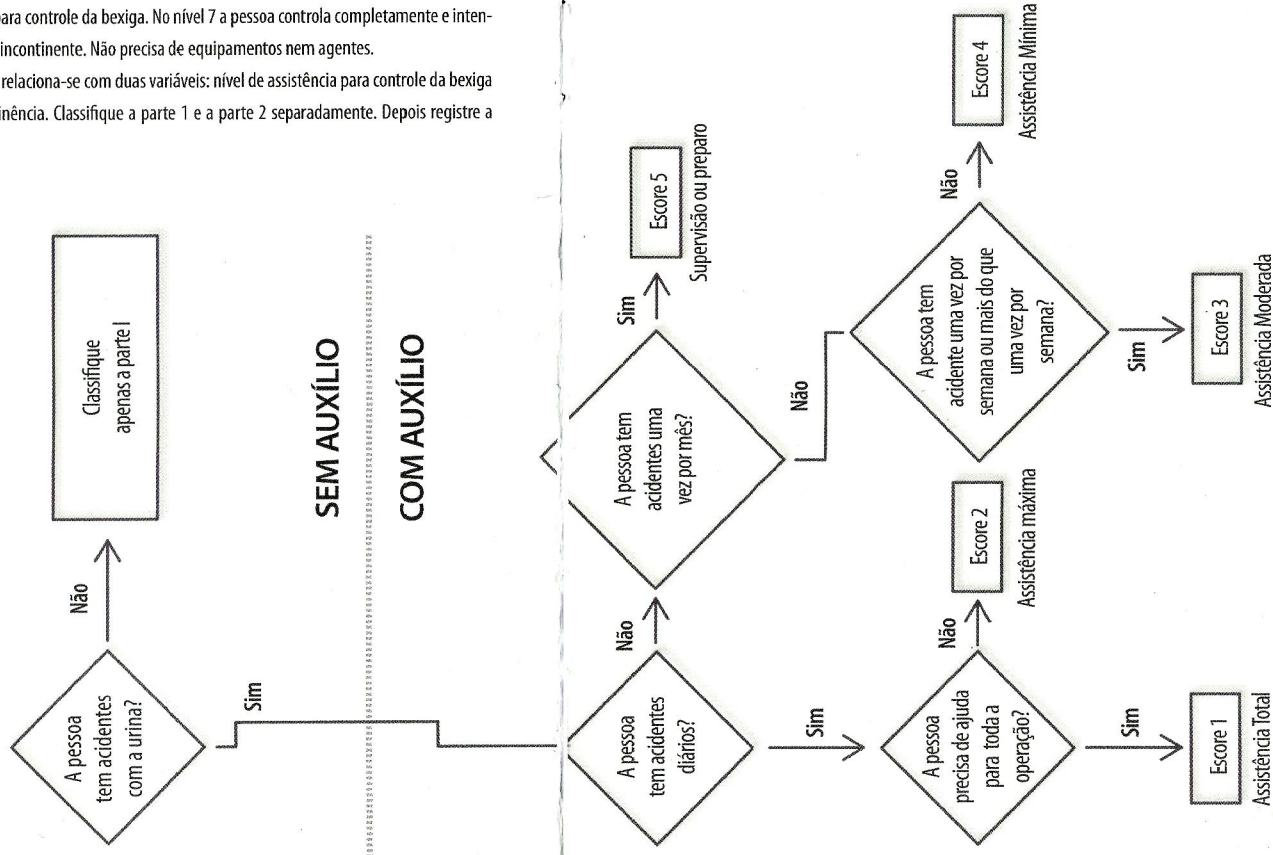 para controle da bexiga. No nível 7 a pessoa controla completamente e inten-
incontinente. Não precisa de equipamentos nem agentes.
relaciona-se com duas variáveis: nível de assistência para controle da bexiga
inência. Classifique a parte 1 e a parte 2 separadamente. Depois registre a
A pessoa
tem acidentes
com a urina?
Não
Classifique
apenas a parte I
Sim
SEM AUXÍLIO
COM AUXÍLIO
A pessoa
tem acidentes
diários?
Não
A pessoa tem
acidentes uma
vez por mês?
Sim
Escore 5
Supervisão ou preparo
Sim
Não
A pessoa
precisa de ajuda
para toda a
operação?
Não
Escore 2
Assistência máxima
A pessoa tem
acidente uma vez por
semana ou mais do que
uma vez por
semana?
Não
Escore 4
Assistência Mínima
Sim
Escore 1
Assistência Total
Sim
Escore 3
Assistência Moderada